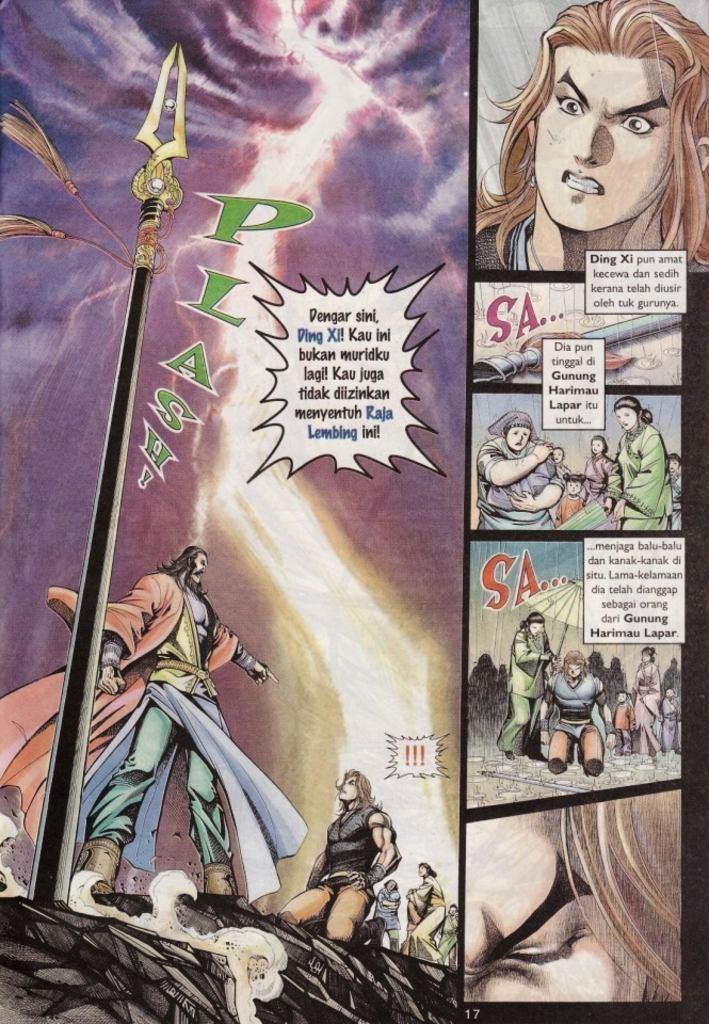 PLASH!
Dengar sini,
Ding Xi! Kau ini
bukan muridku
lagi! Kau juga
tidak diizinkan
menyentuh Raja
Lembing ini!
!!!
Ding Xi pun amat
kecewa dan sedih
kerana telah diusir
oleh tuk gurunya.
SA...
Dia pun
tinggal di
Gunung
Harimau
Lapar itu
untuk...
...menjaga balu-balu
dan kanak-kanak di
situ. Lama-kelamaan
dia telah dianggap
sebagai orang
dari Gunung
Harimau Lapar.
SA...
17